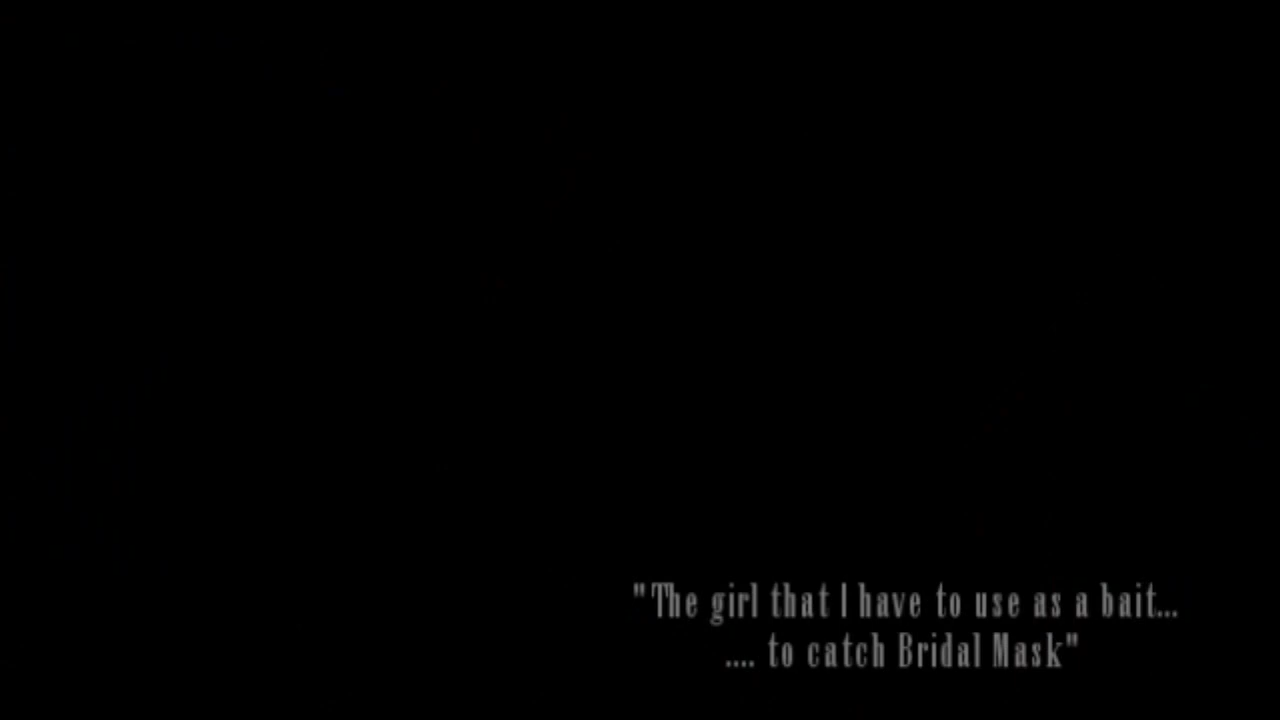 "The girl that I have to use as a bait...
.... to catch Bridal Mask"